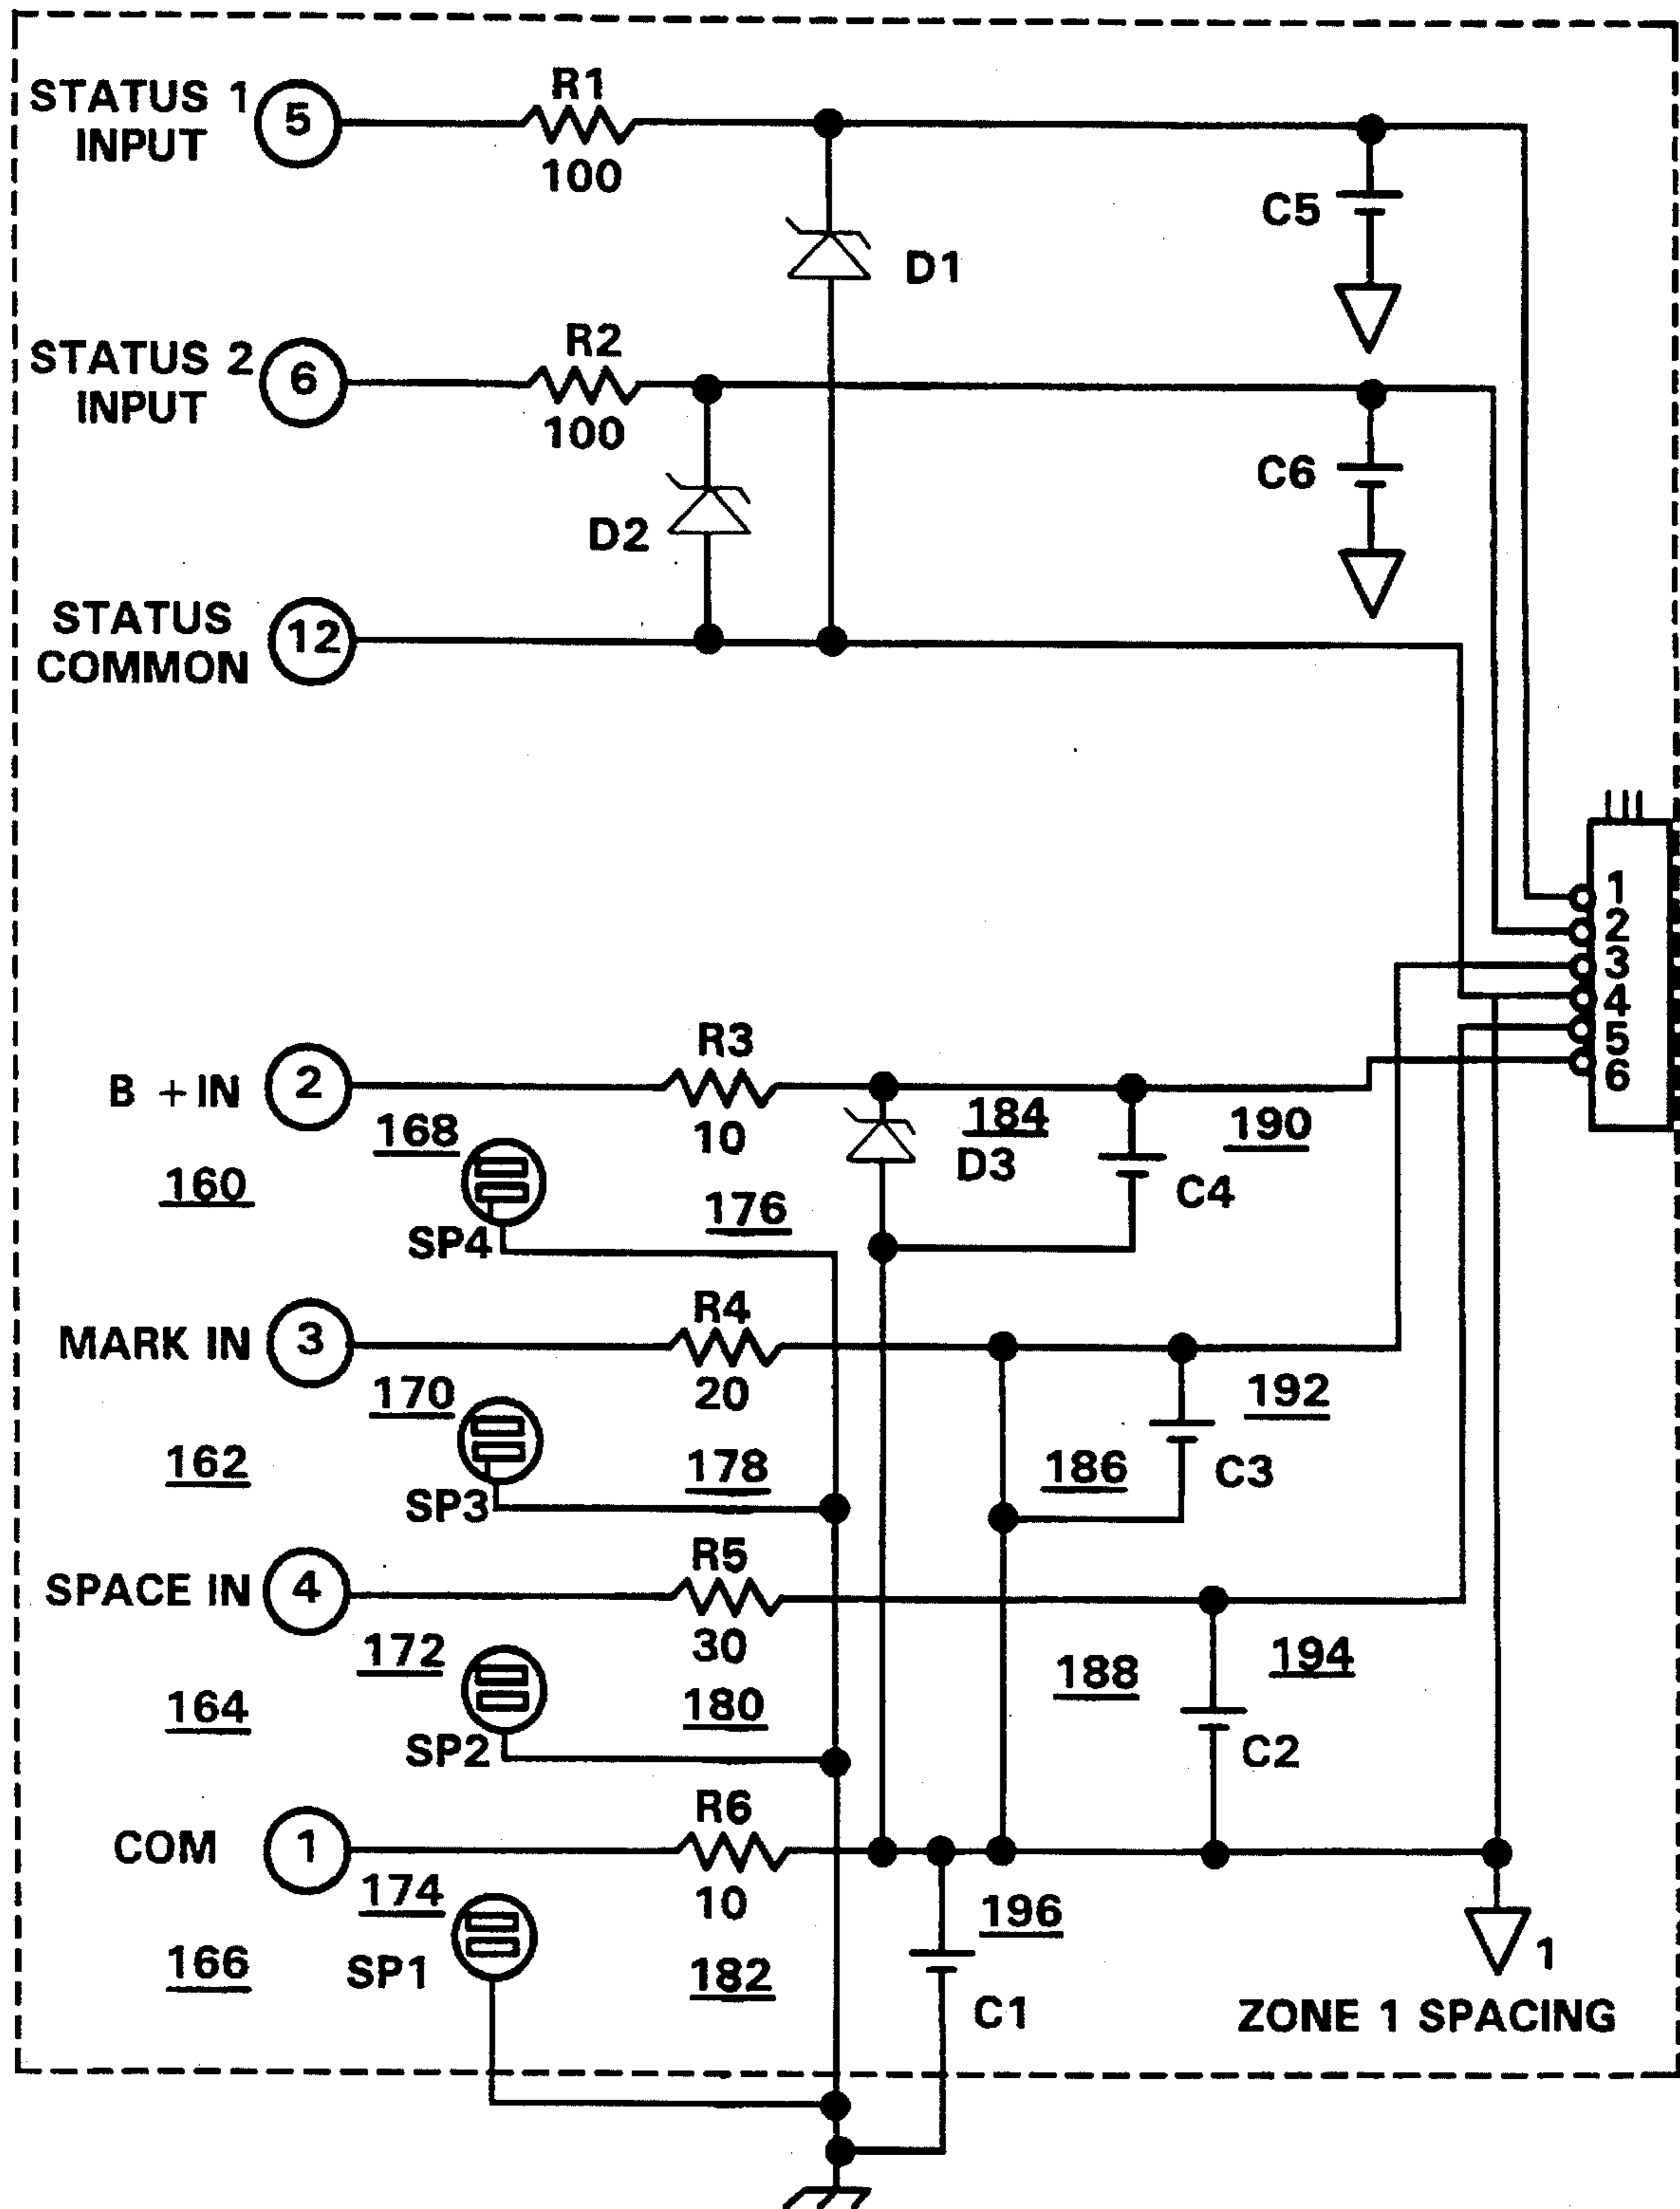 STATUS 1
INPUT
5
R1
100
D1
C5
STATUS 2
INPUT
6
R2
100
D2
C6
STATUS
COMMON
12
1
2
3
4
5
6
B +IN
2
R3
10
168
160
SP4
176
184
D3
C4
190
MARK IN
3
R4
20
170
162
SP3
178
186
C3
192
SPACE IN
4
R5
30
172
164
SP2
180
188
C2
194
COM
1
R6
10
174
166
SP1
182
196
C1
1
ZONE 1 SPACING